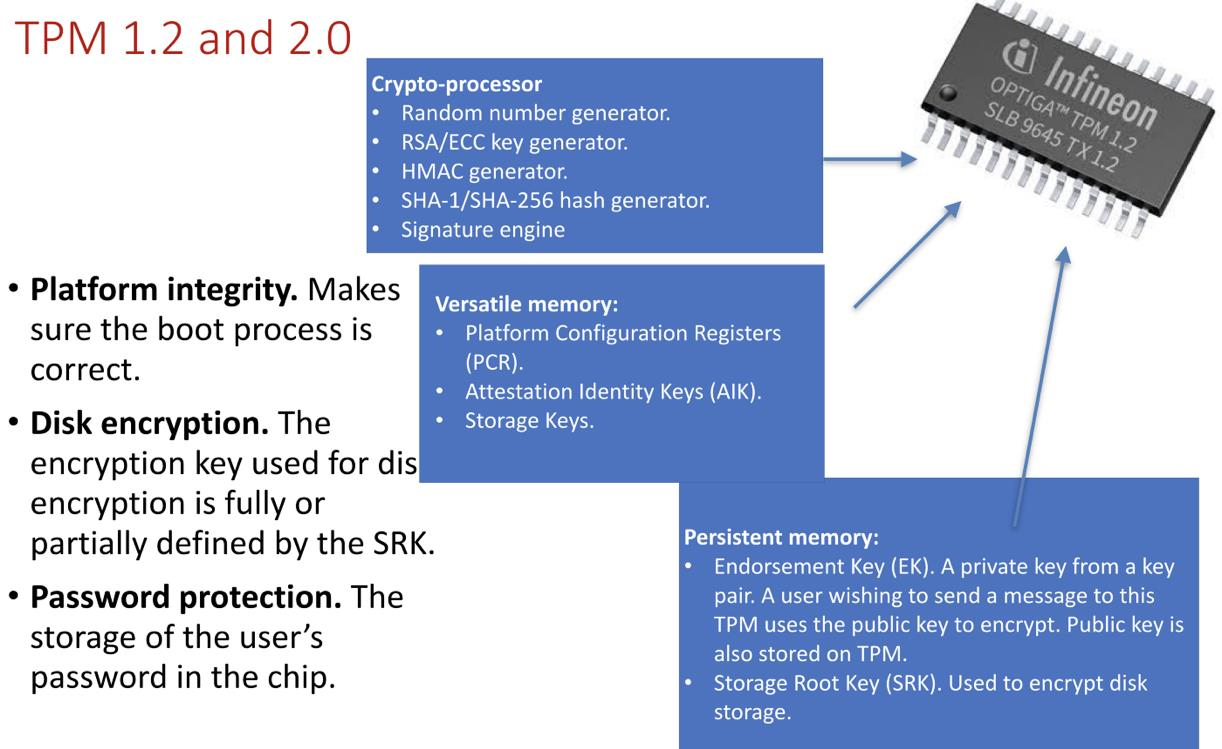 TPM 1.2 and 2.0
Crypto-processor
• Random number generator.
• RSA/ECC key generator.
• HMAC generator.
• SHA-1/SHA-256 hash generator.
• Signature engine
Infineon
OPTIGA™ TPM 1.2
SLB 9645 TX 1.2
• Platform integrity. Makes
sure the boot process is
correct.
• Disk encryption. The
encryption key used for dis
encryption is fully or
partially defined by the SRK.
• Password protection. The
storage of the user's
password in the chip.
Versatile memory:
• Platform Configuration Registers
(PCR).
• Attestation Identity Keys (AIK).
• Storage Keys.
Persistent memory:
• Endorsement Key (EK). A private key from a key
pair. A user wishing to send a message to this
TPM uses the public key to encrypt. Public key is
also stored on TPM.
• Storage Root Key (SRK). Used to encrypt disk
storage.